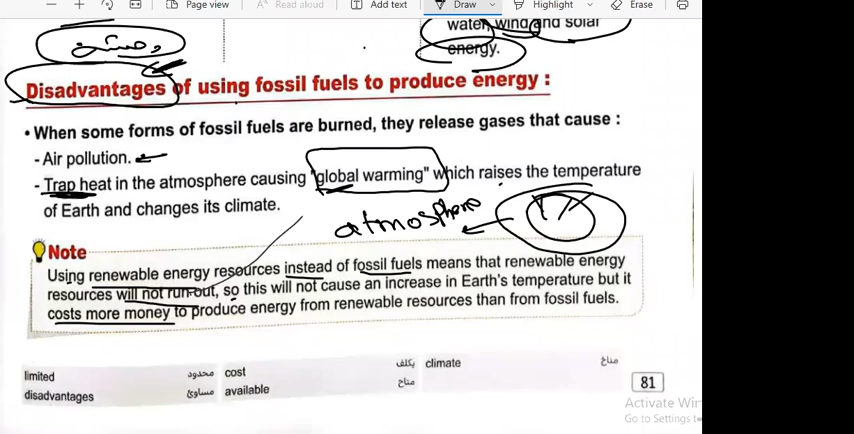 Page view
Read aloud
Add text
Draw
Highlight
Erase
water, wind and solar
energy.
Disadvantages of using fossil fuels to produce energy :
• When some forms of fossil fuels are burned, they release gases that cause :
- Air pollution.
- Trap heat in the atmosphere causing "global warming" which raises the temperature
of Earth and changes its climate.
atmosphere
Note
Using renewable energy resources instead of fossil fuels means that renewable energy
resources will not run out, so this will not cause an increase in Earth's temperature but it
costs more money to produce energy from renewable resources than from fossil fuels.
limited محدود cost يكلف climate مناخ
disadvantages مساوئ available متاح
81
Activate Win
Go to Settings t